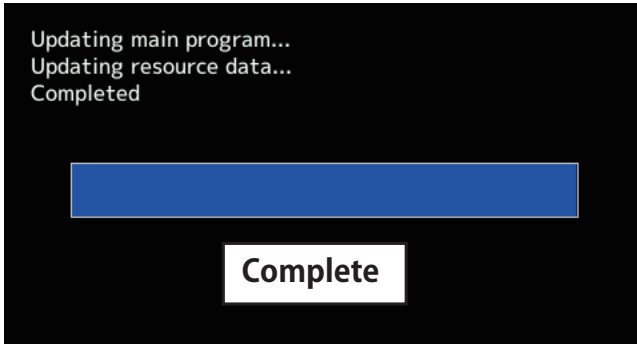 Updating main program...
Updating resource data...
Completed
Complete